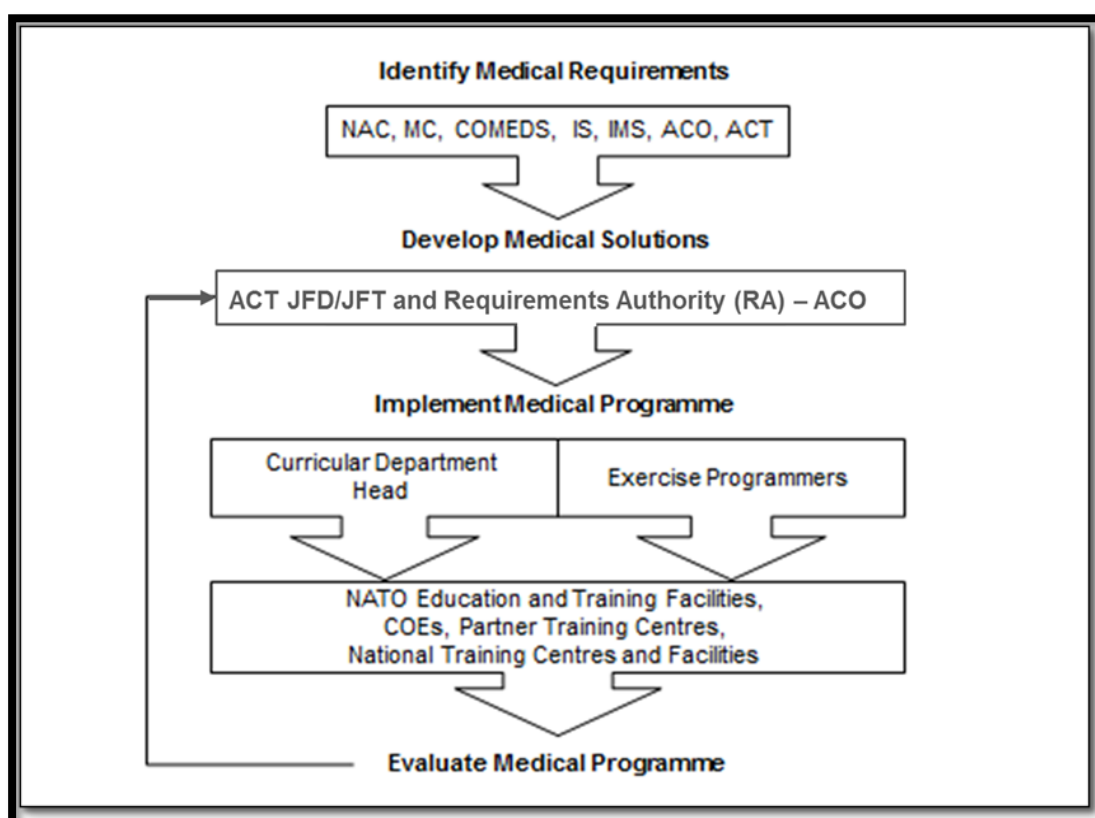 Identify Medical Requirements
NAC, MC, COMEDS, IS, IMS, ACO, ACT
Develop Medical Solutions
ACT JFD/JFT and Requirements Authority (RA) – ACO
Implement Medical Programme
Curricular Department
Head
Exercise Programmers
NATO Education and Training Facilities,
COEs, Partner Training Centres,
National Training Centres and Facilities
Evaluate Medical Programme